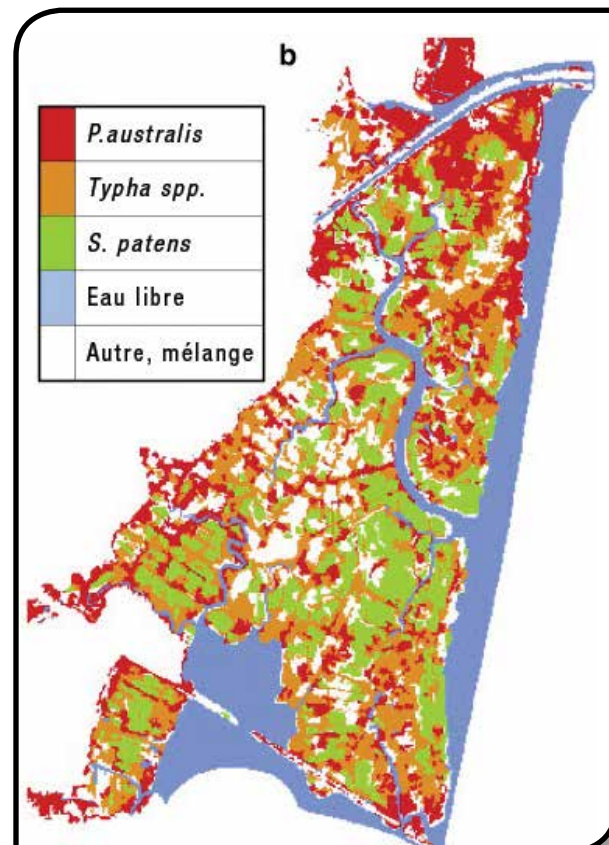 b
P.australis
Typha spp.
S. patens
Eau libre
Autre, mélange